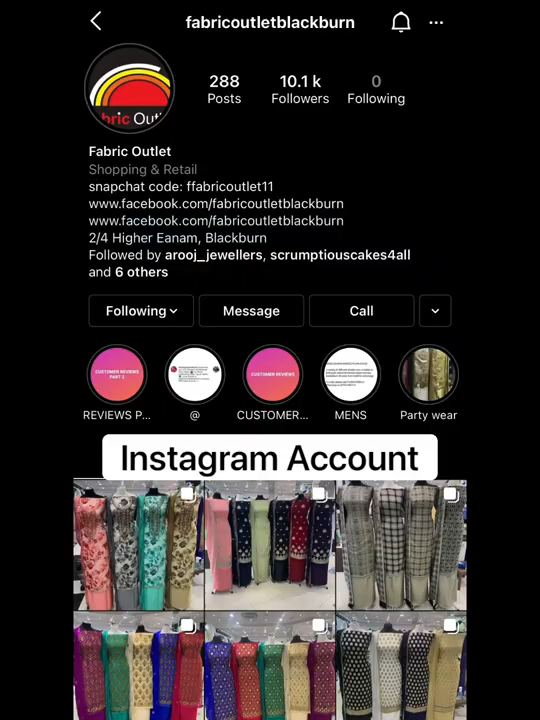 fabricoutletblackburn
288
10.1 k
0
Posts
Followers
Following
bric Out
Fabric Outlet
Shopping & Retail
snapchat code: ffabricoutlet11
www.facebook.com/fabricoutletblackburn
www.facebook.com/fabricoutletblackburn
2/4 Higher Eanam, Blackburn
Followed by arooj_jewellers, scrumptiouscakes4all
and 6 others
Following
Message
Call
CUSTOMER REVIEWS
PART 2
CUSTOMER REVIEWS
REVIEWS P...
@
CUSTOMER...
MENS
Party wear
Instagram Account